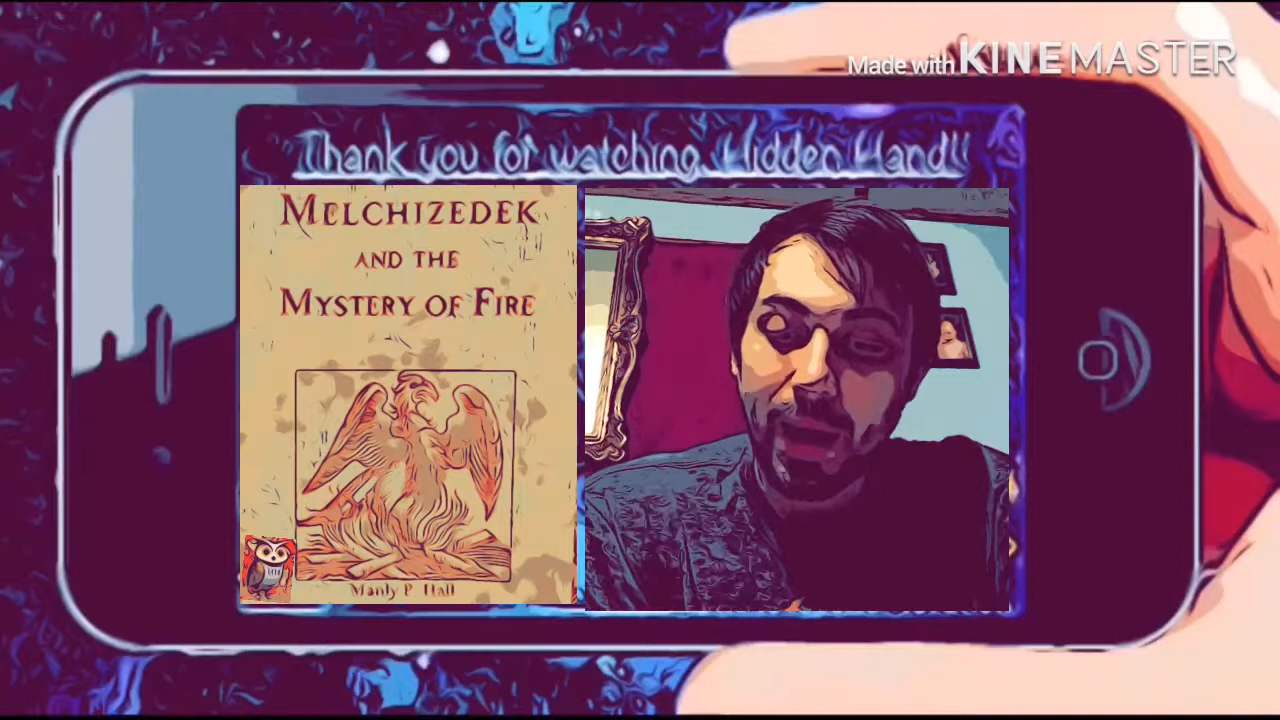 Made with KINEMASTER
Thank you for watching Hidden Hand!!
MELCHIZEDEK
AND THE
MYSTERY OF FIRE
Manly P. Hall